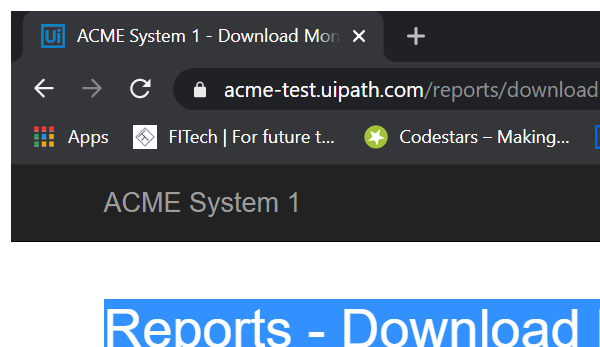 Ui ACME System 1 - Download Mon
acme-test.uipath.com/reports/download
Apps FITech | For future t... Codestars – Making...
ACME System 1
Reports - Download